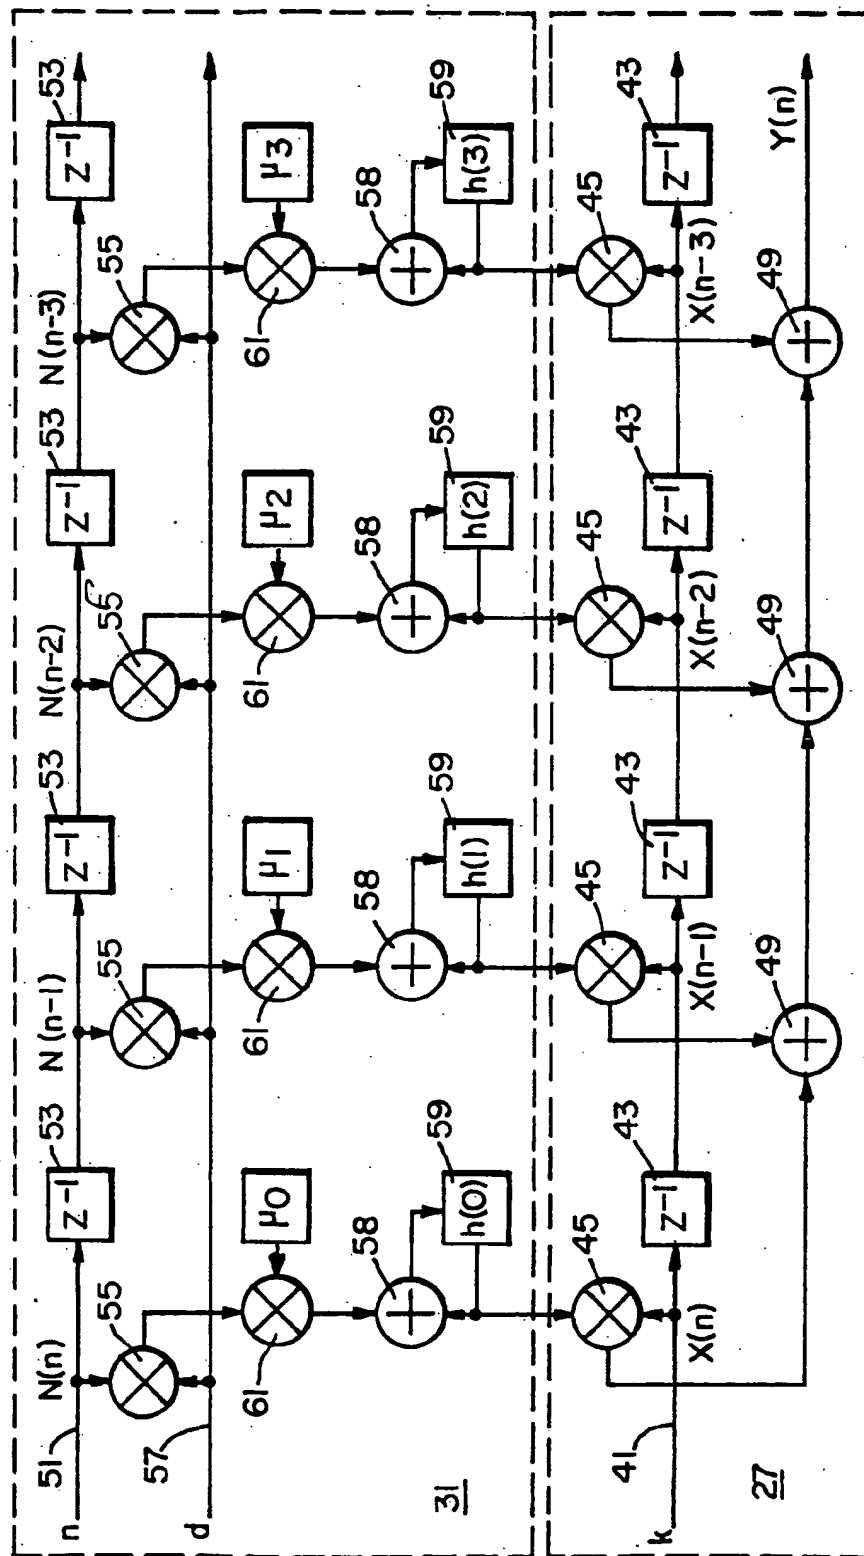 51 N(n) 53 N(n-1) 53 N(n-2) 53 N(n-3) 53
n Z⁻¹ Z⁻¹ Z⁻¹ Z⁻¹
55 55 55 55
57
d
61 μ0 61 μ1 61 μ2 61 μ3
58 58 58 58
59 59 59 59
31
h(0) h(1) h(2) h(3)
45 45 45 45
41 43 43 43 43
k Z⁻¹ Z⁻¹ Z⁻¹ Z⁻¹
X(n) X(n-1) X(n-2) X(n-3)
49 49 49
27 Y(n)